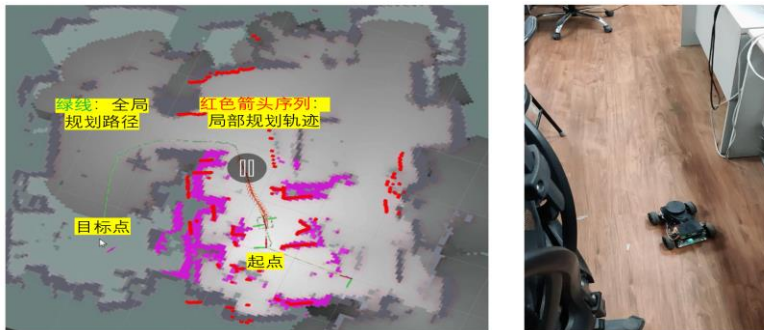 绿线：全局
规划路径
红色箭头序列：
局部规划轨迹
目标点
起点